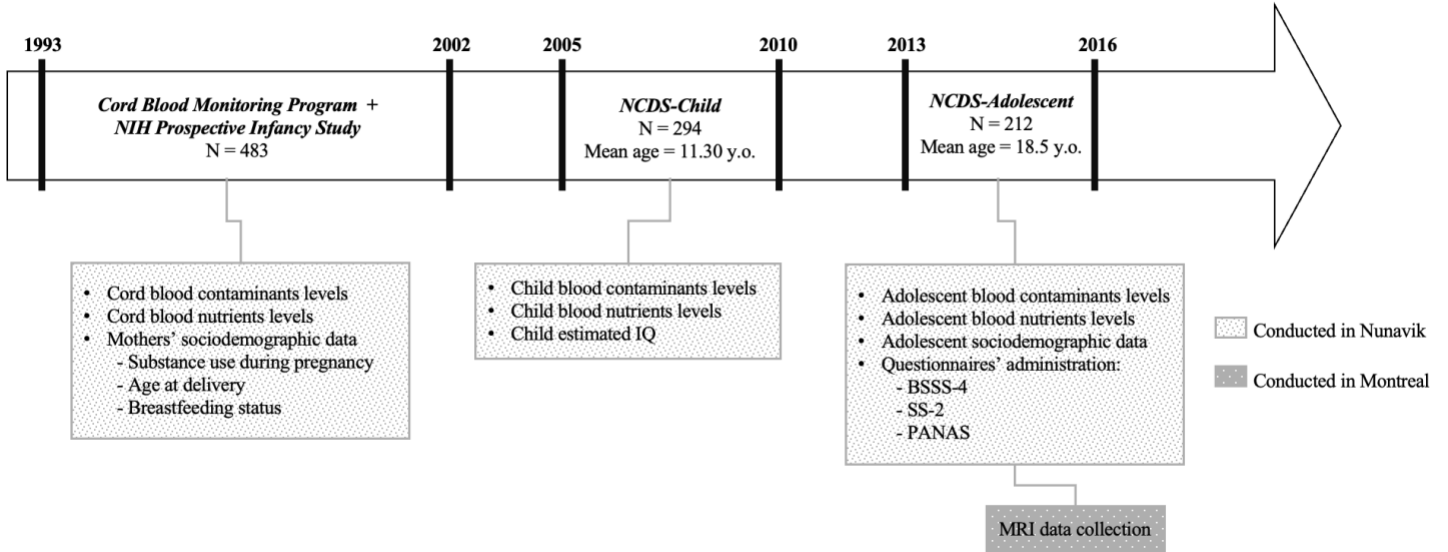 1993
2002
2005
2010
2013
2016
Cord Blood Monitoring Program +
NIH Prospective Infancy Study
N = 483
NCDS-Child
N = 294
Mean age = 11.30 y.o.
NCDS-Adolescent
N = 212
Mean age = 18.5 y.o.
• Cord blood contaminants levels
• Cord blood nutrients levels
• Mothers' sociodemographic data
- Substance use during pregnancy
- Age at delivery
- Breastfeeding status
• Child blood contaminants levels
• Child blood nutrients levels
• Child estimated IQ
• Adolescent blood contaminants levels
• Adolescent blood nutrients levels
• Adolescent sociodemographic data
• Questionnaires' administration:
- BSSS-4
- SS-2
- PANAS
MRI data collection
Conducted in Nunavik
Conducted in Montreal